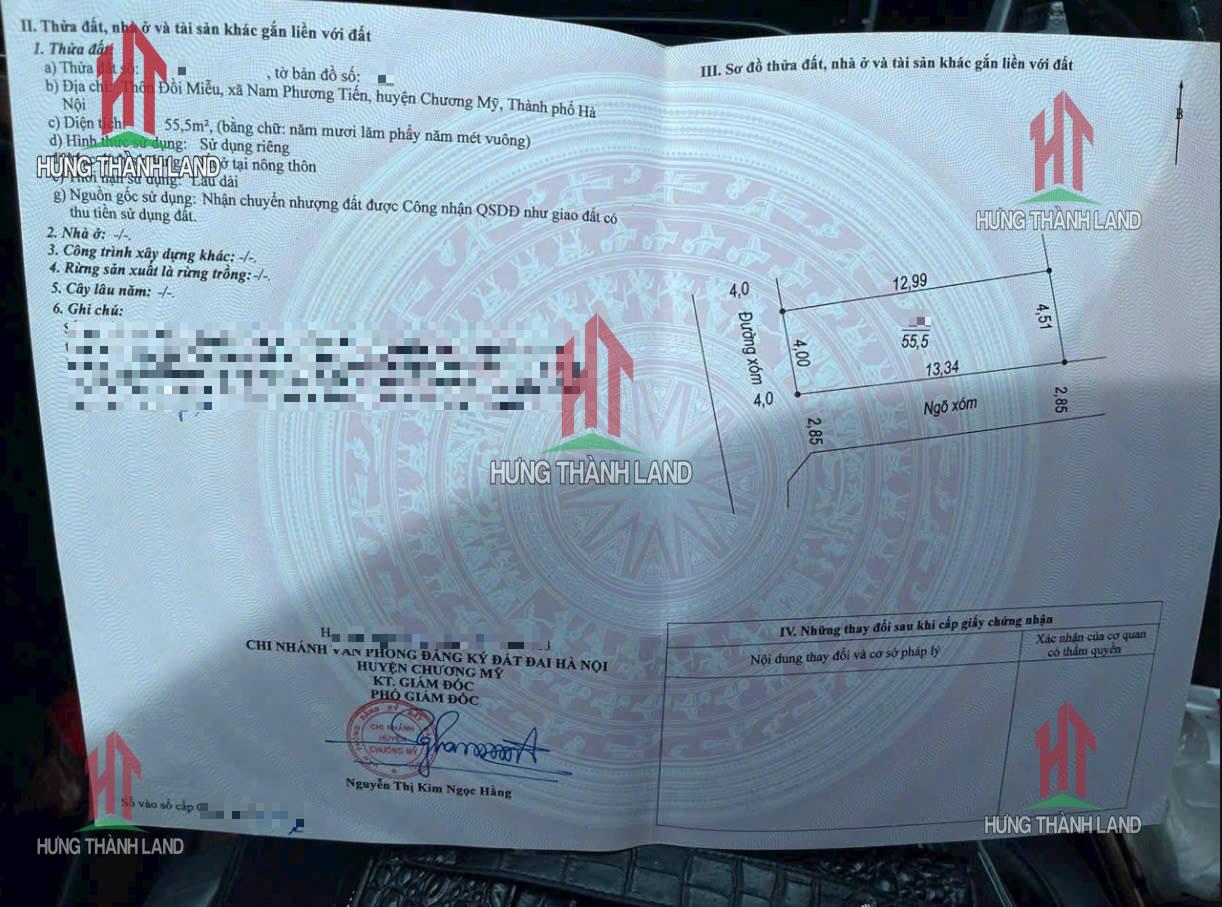 II. Thửa đất, nhà ở và tài sản khác gắn liền với đất
1. Thửa đất
a) Thửa đất số: , tờ bản đồ số:
b) Địa chỉ: Thôn Đồi Miễu, xã Nam Phương Tiến, huyện Chương Mỹ, Thành phố Hà
Nội
c) Diện tích: 55,5m², (bằng chữ: năm mươi lăm phẩy năm mét vuông)
d) Hình thức sử dụng: Sử dụng riêng
ở tại nông thôn
e) Thời hạn sử dụng: Lâu dài
g) Nguồn gốc sử dụng: Nhận chuyển nhượng đất được Công nhận QSDĐ như giao đất có
thu tiền sử dụng đất.
2. Nhà ở: -/-.
3. Công trình xây dựng khác: -/-.
4. Rừng sản xuất là rừng trồng: -/-.
5. Cây lâu năm: -/-.
6. Ghi chú:
CHI NHÁNH VĂN PHÒNG ĐĂNG KÝ ĐẤT ĐAI HÀ NỘI
HUYỆN CHƯƠNG MỸ
KT. GIÁM ĐỐC
PHÓ GIÁM ĐỐC
CHI NHÁNH
HUYỆN
CHƯƠNG MỸ
Nguyễn Thị Kim Ngọc Hằng
Số vào sổ cấp
III. Sơ đồ thửa đất, nhà ở và tài sản khác gắn liền với đất
B
12,99
4,0
4,51
Đường xóm
4,00
55,5
13,34
4,0
Ngõ xóm
2,85
2,85
IV. Những thay đổi sau khi cấp giấy chứng nhận
Nội dung thay đổi và cơ sở pháp lý
Xác nhận của cơ quan
có thẩm quyền
HƯNG THÀNH LAND
HƯNG THÀNH LAND
HƯNG THÀNH LAND
HƯNG THÀNH LAND
HƯNG THÀNH LAND